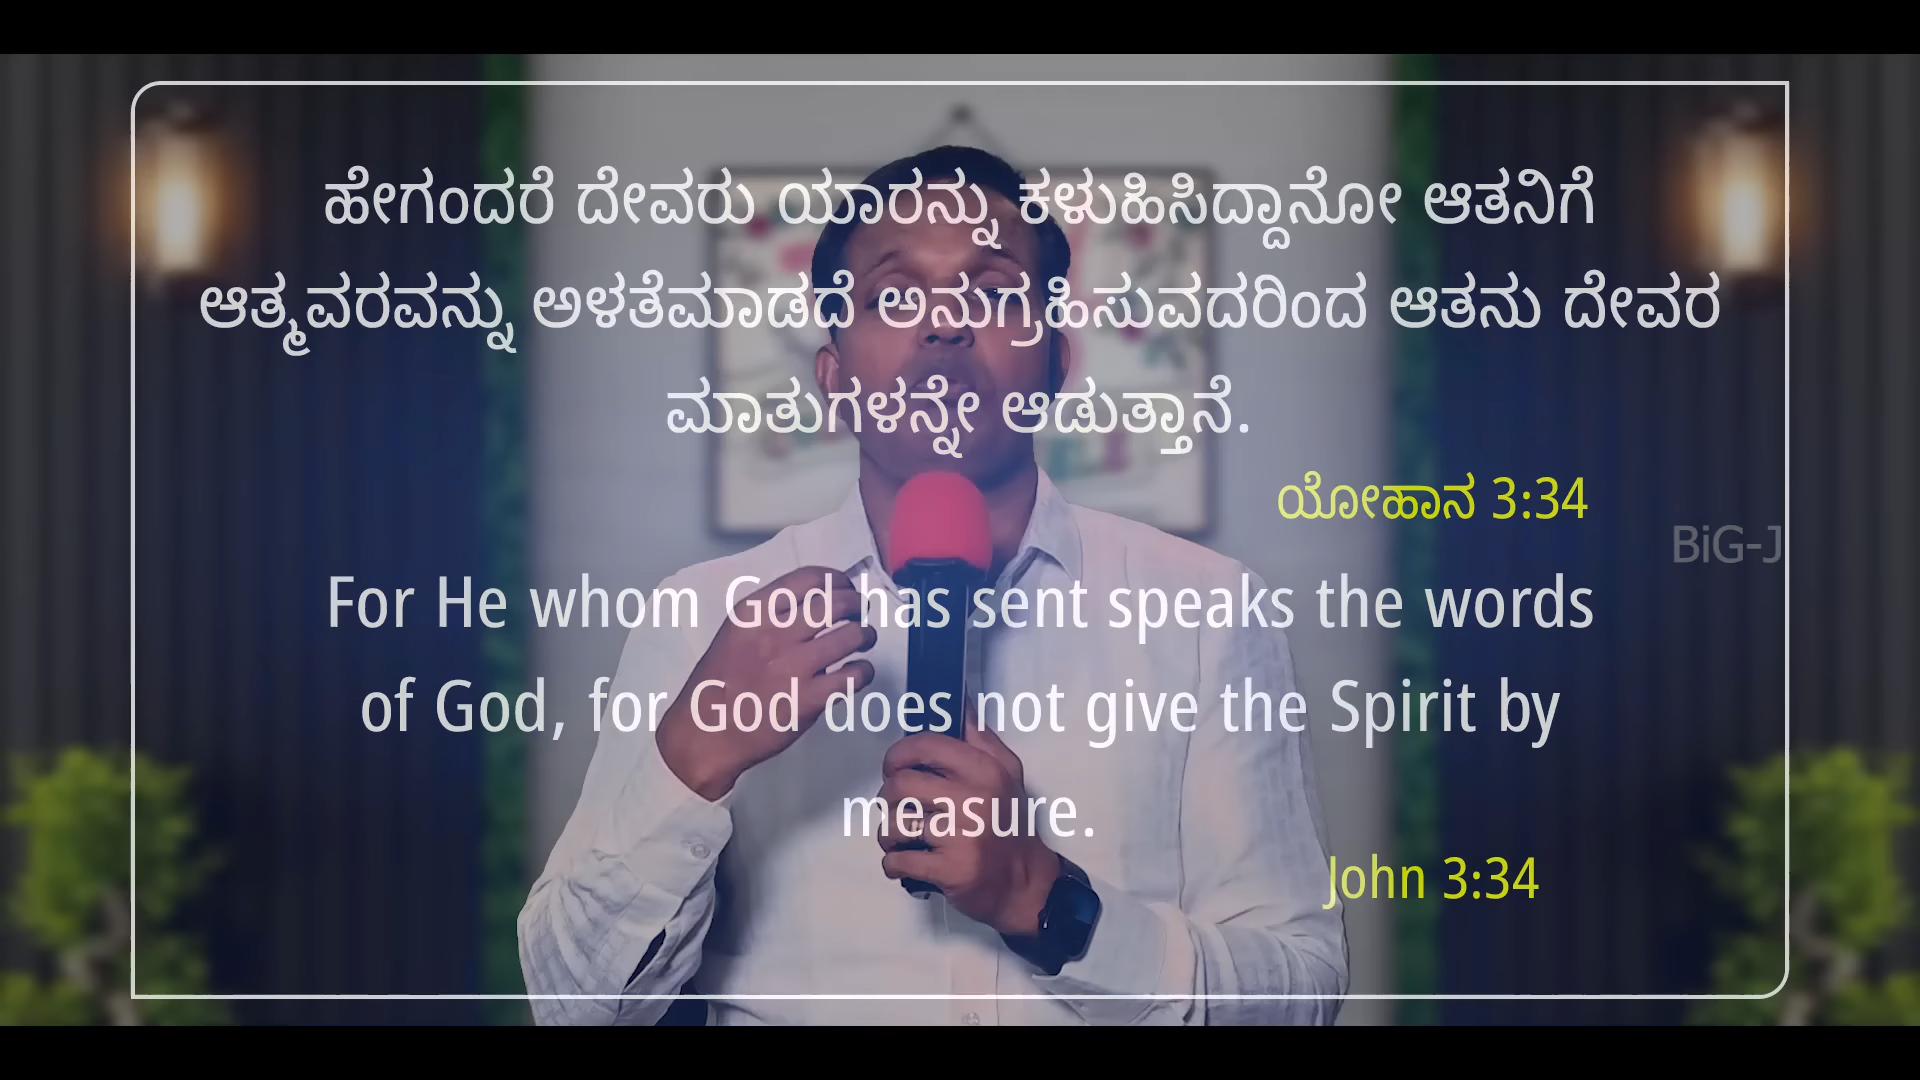 ಹೇಗಂದರೆ ದೇವರು ಯಾರನ್ನು ಕಳುಹಿಸಿದ್ದಾನೋ ಆತನಿಗೆ
ಆತ್ಮವರವನ್ನು ಅಳತೆಮಾಡದೆ ಅನುಗ್ರಹಿಸುವದರಿಂದ ಆತನು ದೇವರ
ಮಾತುಗಳನ್ನೇ ಆಡುತ್ತಾನೆ.
ಯೋಹಾನ 3:34
BiG-J
For He whom God has sent speaks the words
of God, for God does not give the Spirit by
measure.
John 3:34